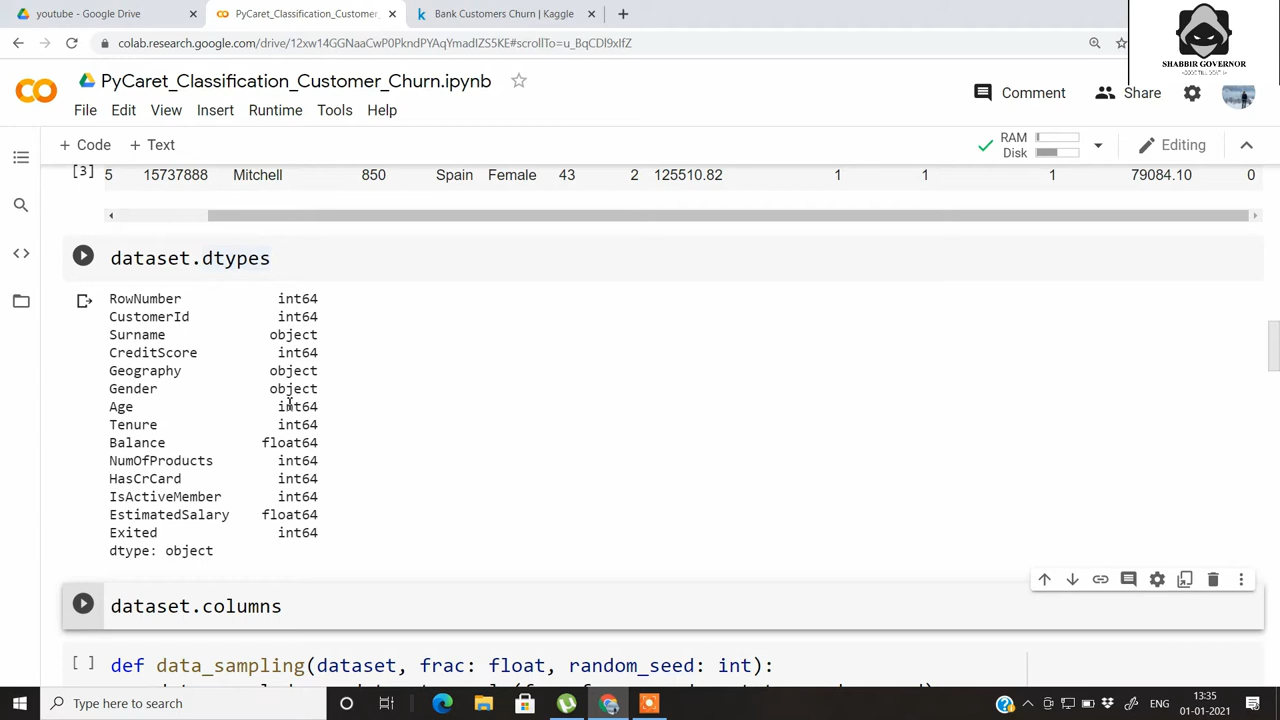 youtube - Google Drive
PyCaret_Classification_Customer_
Bank Customers Churn | Kaggle
colab.research.google.com/drive/12xw14GGNaaCwP0PkndPYAqYmadIZS5KE#scrollTo=u_BqCDl9xIfZ
SHABBIR GOVERNOR
PyCaret_Classification_Customer_Churn.ipynb
Comment
Share
File Edit View Insert Runtime Tools Help
+ Code + Text
RAM
Disk
Editing
[3] 5 15737888 Mitchell 850 Spain Female 43 2 125510.82 1 1 1 79084.10 0
dataset.dtypes
RowNumber int64
CustomerId int64
Surname object
CreditScore int64
Geography object
Gender object
Age int64
Tenure int64
Balance float64
NumOfProducts int64
HasCrCard int64
IsActiveMember int64
EstimatedSalary float64
Exited int64
dtype: object
dataset.columns
[ ] def data_sampling(dataset, frac: float, random_seed: int):
Type here to search
ENG
13:35
01-01-2021